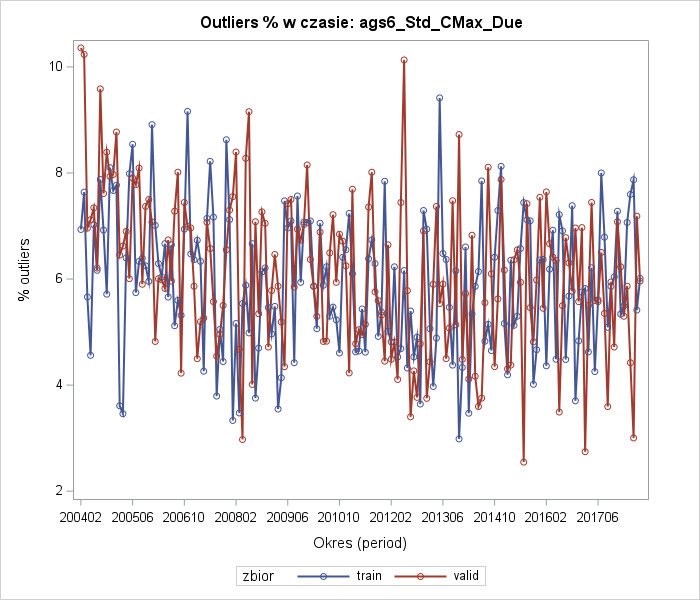 Outliers % w czasie: ags6_Std_CMax_Due
% outliers
10
8
6
4
2
200402 200506 200610 200802 200906 201010 201202 201306 201410 201602 201706
Okres (period)
zbior train valid